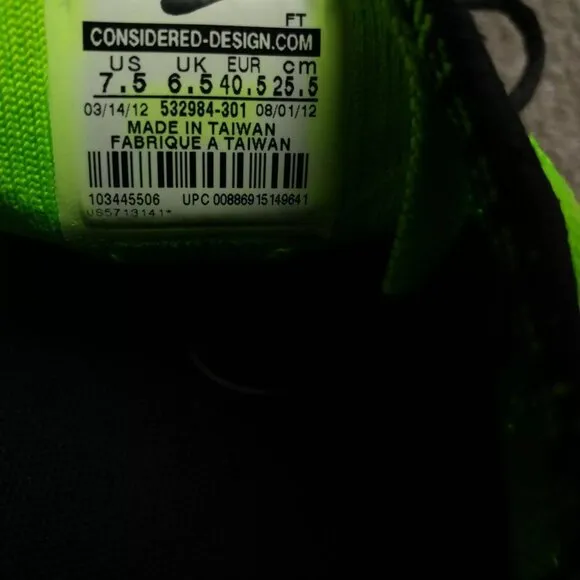 FT
CONSIDERED-DESIGN.COM
US UK EUR cm
7.5 6.5 40.5 25.5
03/14/12 532984-301 08/01/12
MADE IN TAIWAN
FABRIQUE A TAIWAN
103445506 UPC 00886915149641
US5713141*